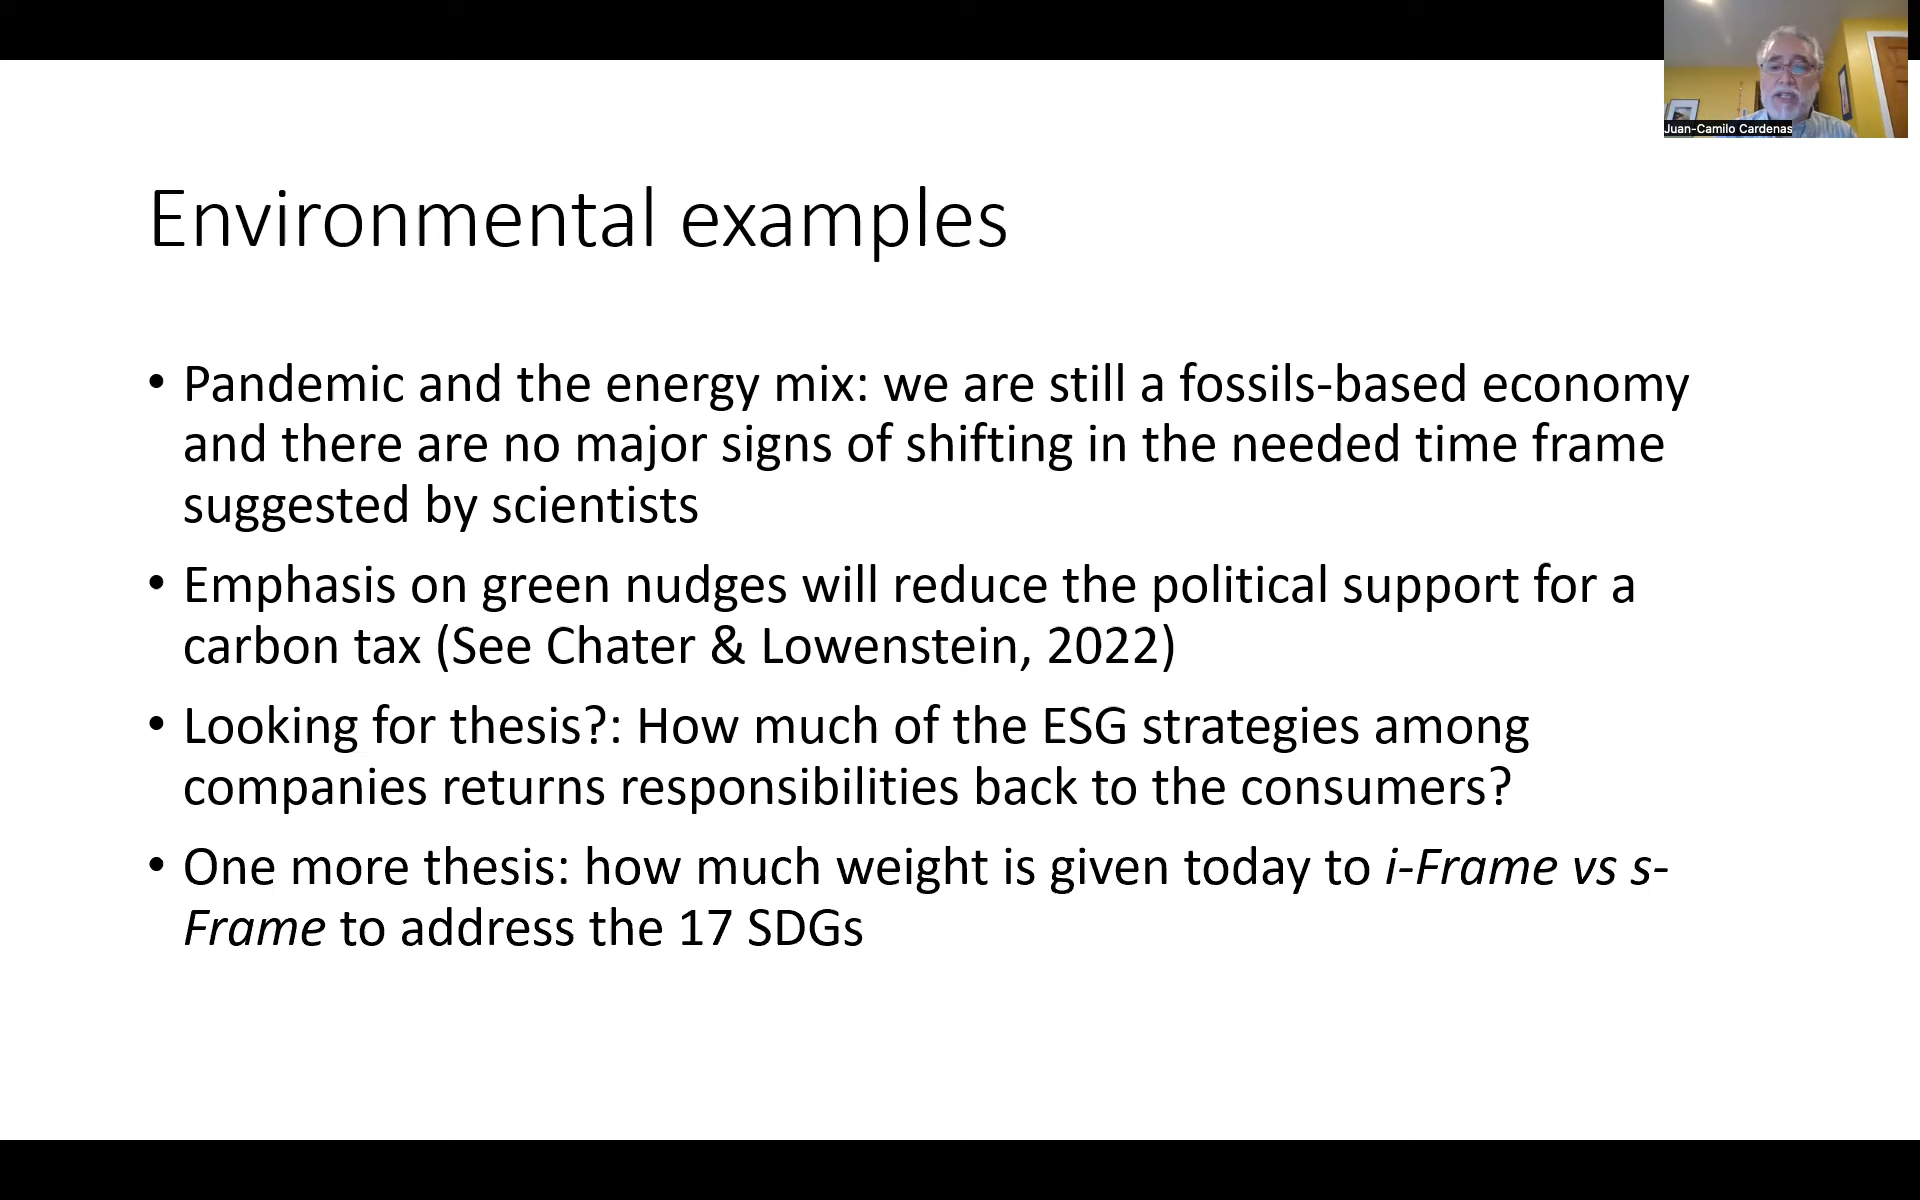 Juan-Camilo Cardenas
Environmental examples
• Pandemic and the energy mix: we are still a fossils-based economy
and there are no major signs of shifting in the needed time frame
suggested by scientists
• Emphasis on green nudges will reduce the political support for a
carbon tax (See Chater & Lowenstein, 2022)
• Looking for thesis?: How much of the ESG strategies among
companies returns responsibilities back to the consumers?
• One more thesis: how much weight is given today to i-Frame vs s-
Frame to address the 17 SDGs